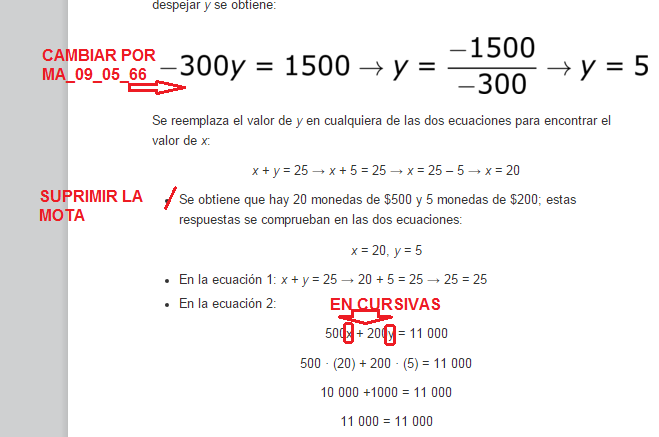 despejar y se obtiene:
CAMBIAR POR
MA_09_05_66
−300y = 1500 → y = −1500/−300 → y = 5
Se reemplaza el valor de y en cualquiera de las dos ecuaciones para encontrar el
valor de x:
x + y = 25 → x + 5 = 25 → x = 25 – 5 → x = 20
SUPRIMIR LA
MOTA
Se obtiene que hay 20 monedas de $500 y 5 monedas de $200; estas
respuestas se comprueban en las dos ecuaciones:
x = 20, y = 5
• En la ecuación 1: x + y = 25 → 20 + 5 = 25 → 25 = 25
• En la ecuación 2:
EN CURSIVAS
500x + 200y = 11 000
500 · (20) + 200 · (5) = 11 000
10 000 +1000 = 11 000
11 000 = 11 000